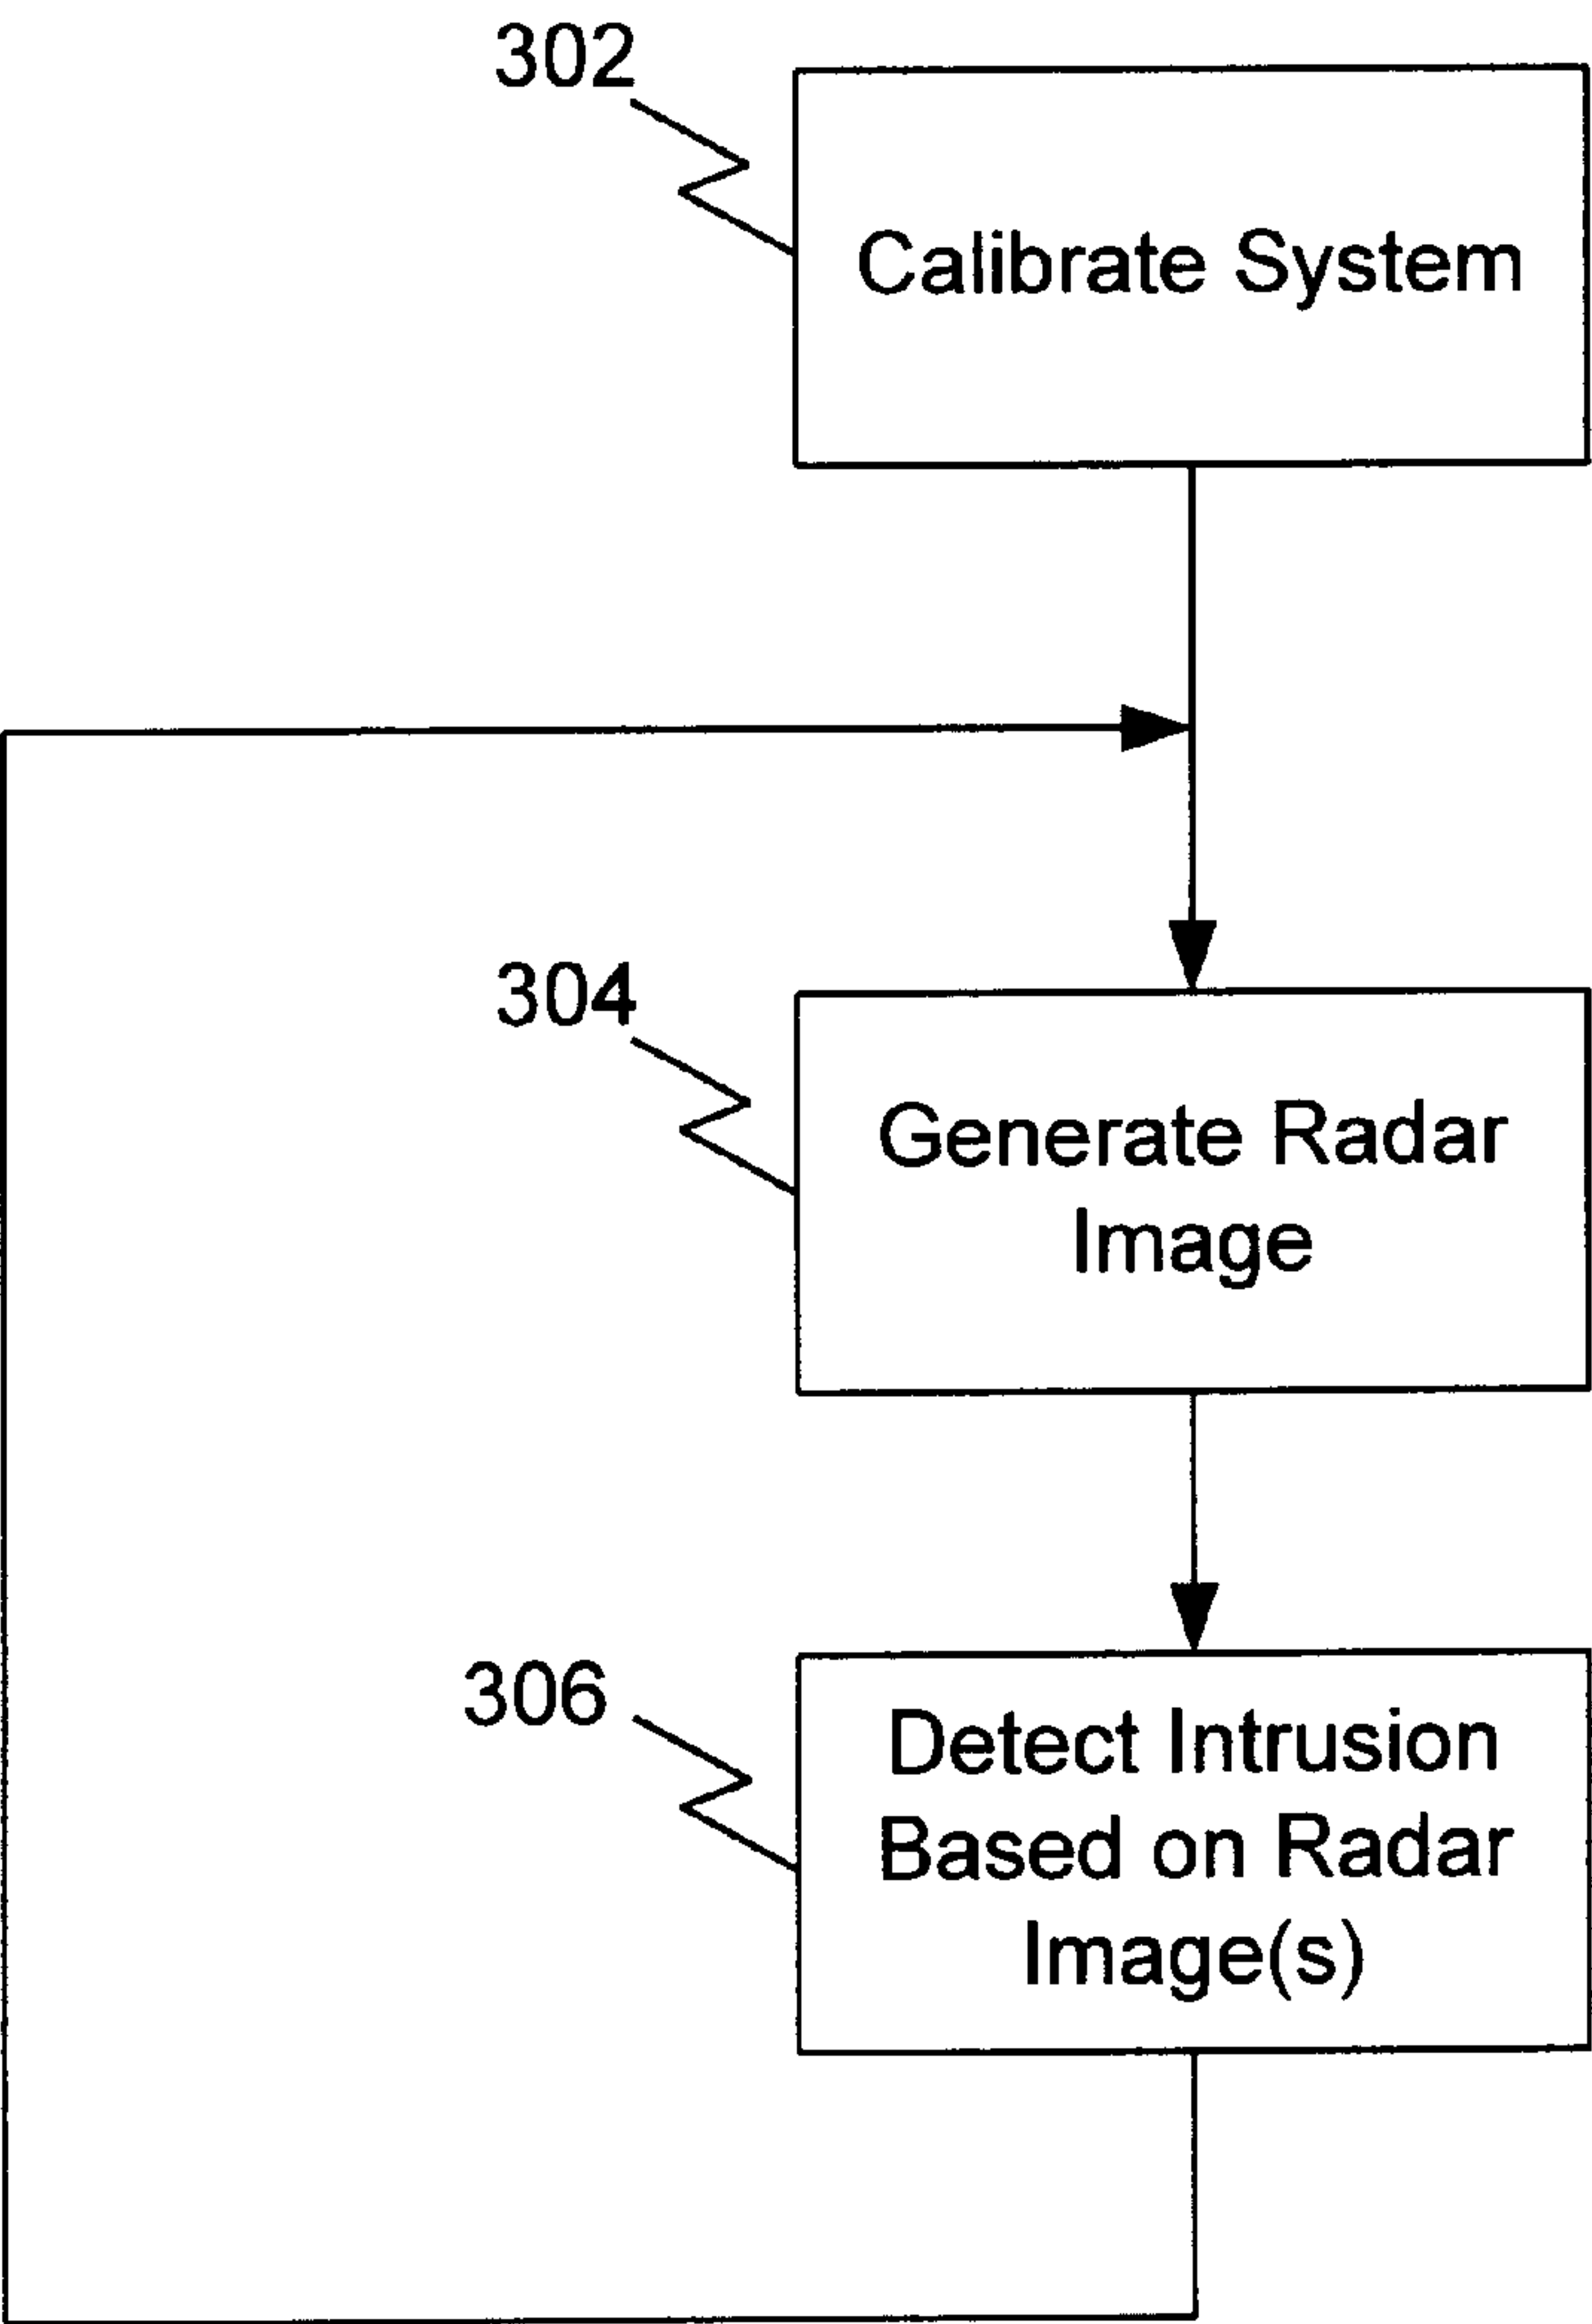 302
Calibrate System
304
Generate Radar
Image
306
Detect Intrusion
Based on Radar
Image(s)